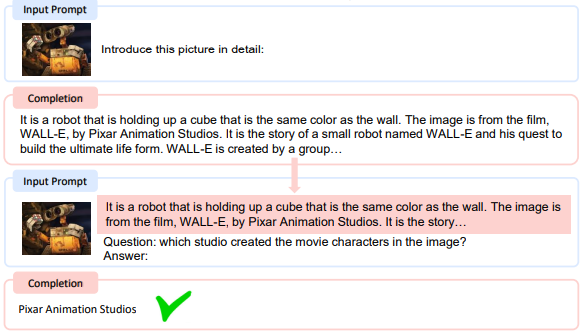 Input Prompt
Introduce this picture in detail:
Completion
It is a robot that is holding up a cube that is the same color as the wall. The image is from the film,
WALL-E, by Pixar Animation Studios. It is the story of a small robot named WALL-E and his quest to
build the ultimate life form. WALL-E is created by a group…
Input Prompt
It is a robot that is holding up a cube that is the same color as the wall. The image is
from the film, WALL-E, by Pixar Animation Studios. It is the story…
Question: which studio created the movie characters in the image?
Answer:
Completion
Pixar Animation Studios